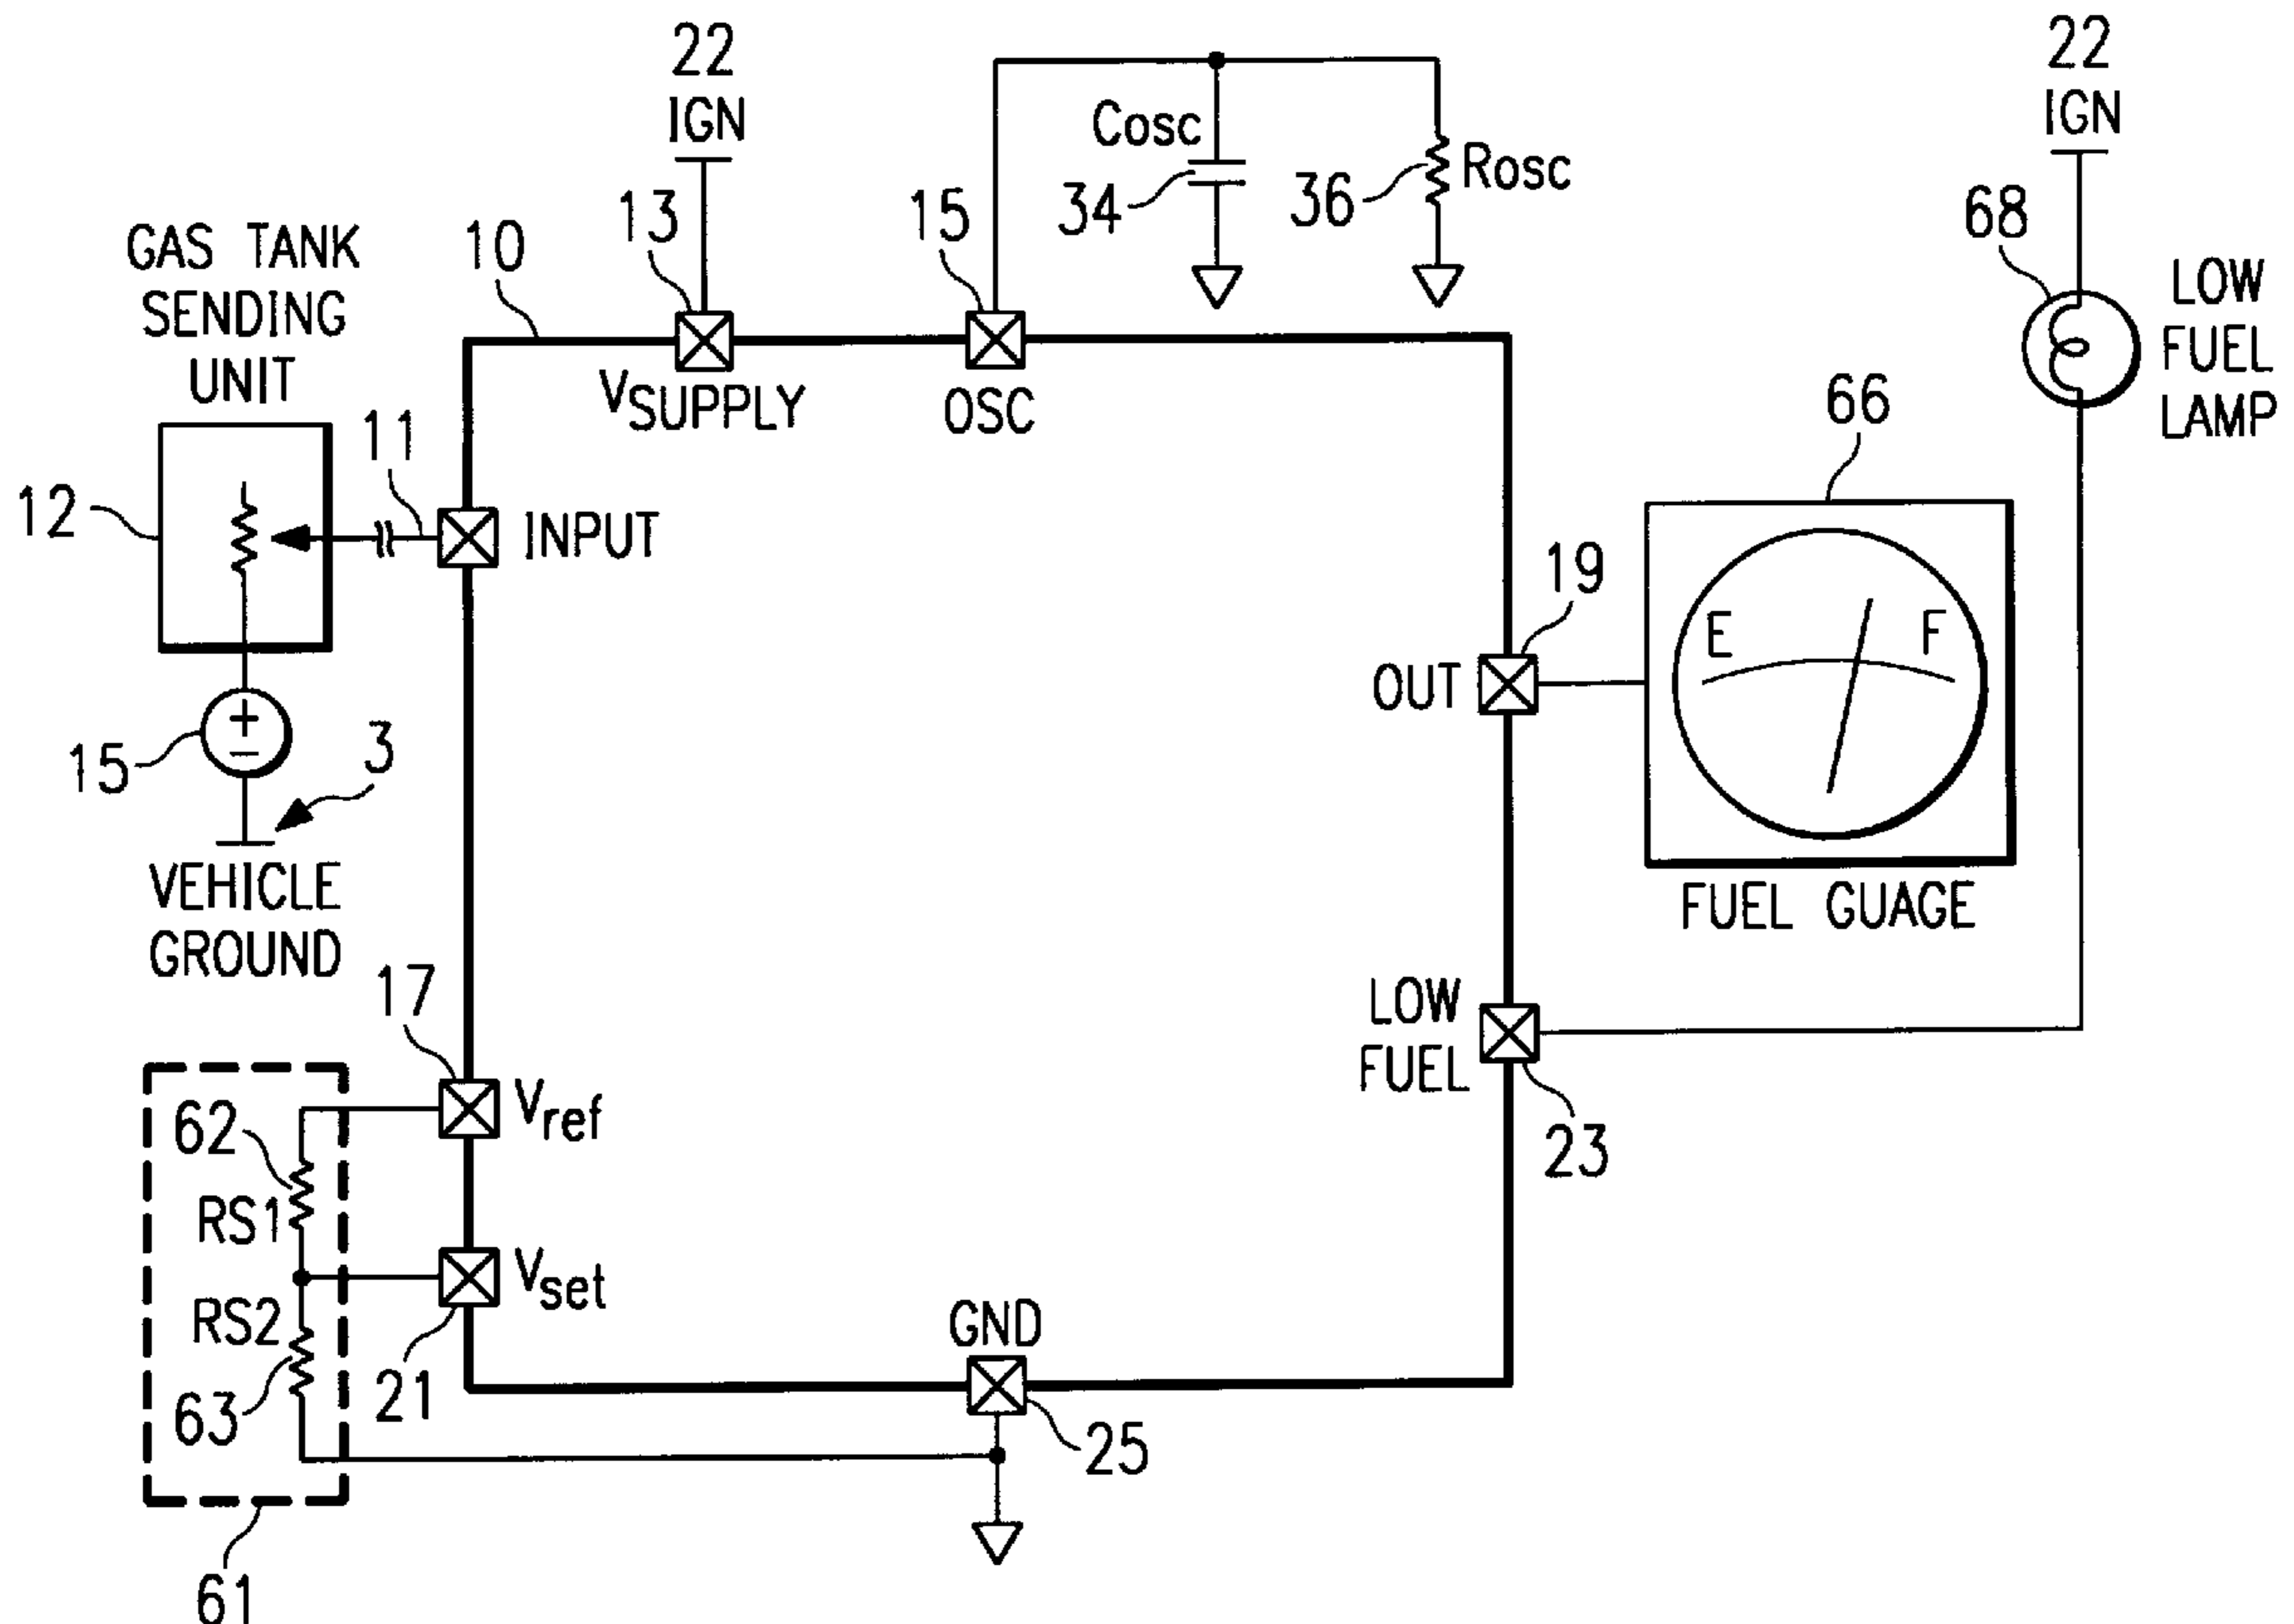 22
IGN
22
IGN
Cosc
34
36
Rosc
13
15
10
68
GAS TANK
SENDING
UNIT
LOW
FUEL
LAMP
VSUPPLY
OSC
66
11
12
INPUT
19
E
F
OUT
15
3
VEHICLE
GROUND
FUEL GUAGE
17
LOW
FUEL
62
Vref
23
RS1
Vset
RS2
GND
63
21
25
61